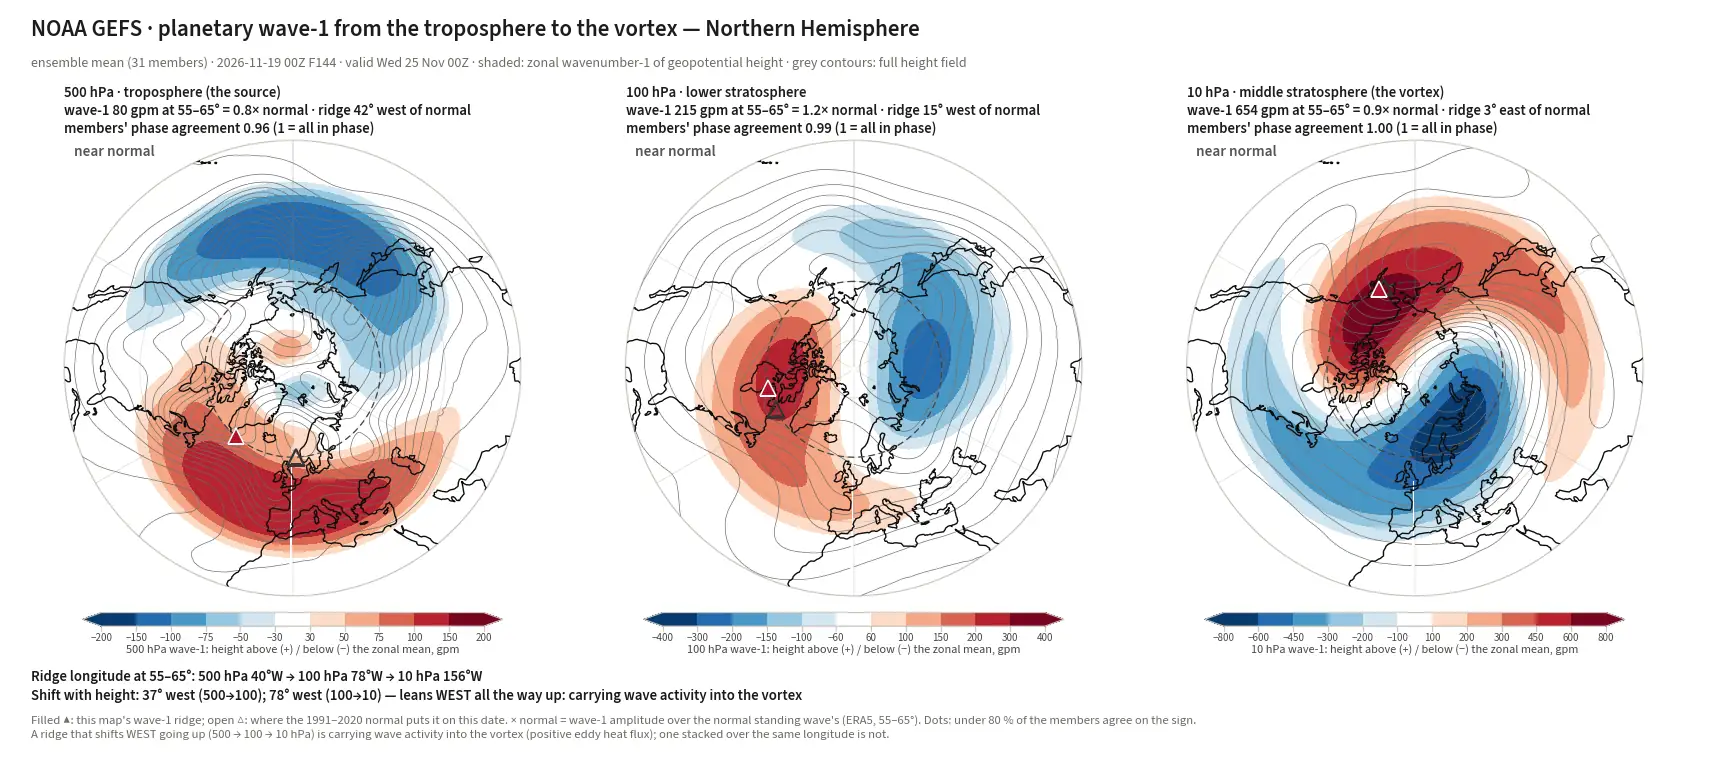 NOAA GEFS · planetary wave-1 from the troposphere to the vortex — Northern Hemisphere
ensemble mean (31 members) · 2026-11-19 00Z F144 · valid Wed 25 Nov 00Z · shaded: zonal wavenumber-1 of geopotential height · grey contours: full height field
500 hPa · troposphere (the source)
wave-1 80 gpm at 55–65° = 0.8× normal · ridge 42° west of normal
members' phase agreement 0.96 (1 = all in phase)
near normal
100 hPa · lower stratosphere
wave-1 215 gpm at 55–65° = 1.2× normal · ridge 15° west of normal
members' phase agreement 0.99 (1 = all in phase)
near normal
10 hPa · middle stratosphere (the vortex)
wave-1 654 gpm at 55–65° = 0.9× normal · ridge 3° east of normal
members' phase agreement 1.00 (1 = all in phase)
near normal
−200 −150 −100 −75 −50 −30 30 50 75 100 150 200
500 hPa wave-1: height above (+) / below (−) the zonal mean, gpm
−400 −300 −200 −150 −100 −60 60 100 150 200 300 400
100 hPa wave-1: height above (+) / below (−) the zonal mean, gpm
−800 −600 −450 −300 −200 −100 100 200 300 450 600 800
10 hPa wave-1: height above (+) / below (−) the zonal mean, gpm
Ridge longitude at 55–65°: 500 hPa 40°W → 100 hPa 78°W → 10 hPa 156°W
Shift with height: 37° west (500→100); 78° west (100→10) — leans WEST all the way up: carrying wave activity into the vortex
Filled ▲: this map's wave-1 ridge; open △: where the 1991–2020 normal puts it on this date. × normal = wave-1 amplitude over the normal standing wave's (ERA5, 55–65°). Dots: under 80 % of the members agree on the sign.
A ridge that shifts WEST going up (500 → 100 → 10 hPa) is carrying wave activity into the vortex (positive eddy heat flux); one stacked over the same longitude is not.